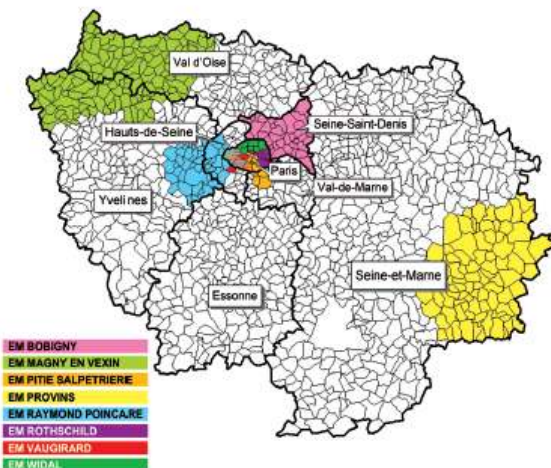 Val d'Oise
Hauts-de-Seine
Seine-Saint-Denis
Paris
Yvelines
Val-de-Marne
Seine-et-Marne
Essonne
EM BOBIGNY
EM MAGNY EN VEXIN
EM PITIE SALPETRIERE
EM PROVINS
EM RAYMOND POINCARE
EM ROTHSCHILD
EM VAUGIRARD
EM WIDAL